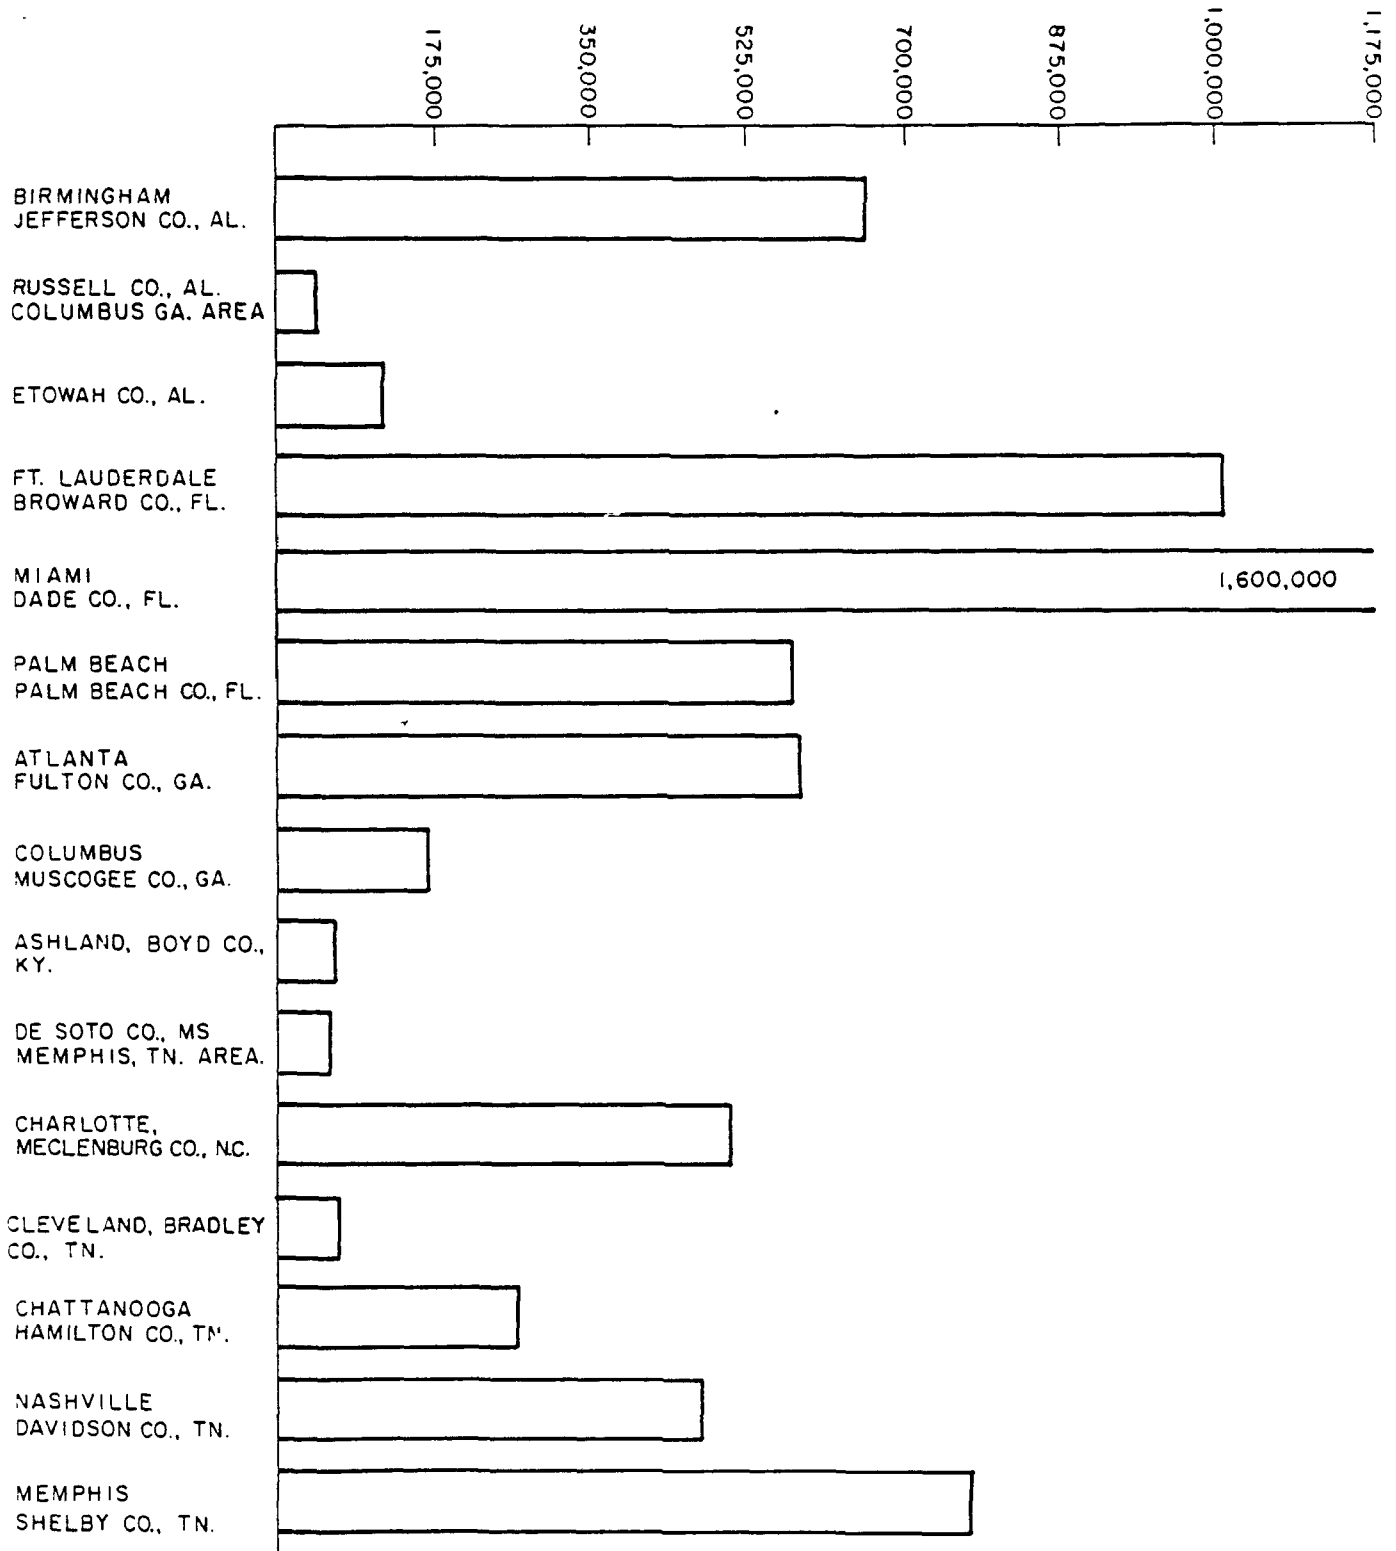 175,000
350,000
525,000
700,000
875,000
1,000,000
1,175,000
BIRMINGHAM
JEFFERSON CO., AL.
RUSSELL CO., AL.
COLUMBUS GA. AREA
ETOWAH CO., AL.
FT. LAUDERDALE
BROWARD CO., FL.
MIAMI
DADE CO., FL.
1,600,000
PALM BEACH
PALM BEACH CO., FL.
ATLANTA
FULTON CO., GA.
COLUMBUS
MUSCOGEE CO., GA.
ASHLAND, BOYD CO.,
KY.
DE SOTO CO., MS
MEMPHIS, TN. AREA.
CHARLOTTE,
MECLENBURG CO., N.C.
CLEVELAND, BRADLEY
CO., TN.
CHATTANOOGA
HAMILTON CO., TN.
NASHVILLE
DAVIDSON CO., TN.
MEMPHIS
SHELBY CO., TN.